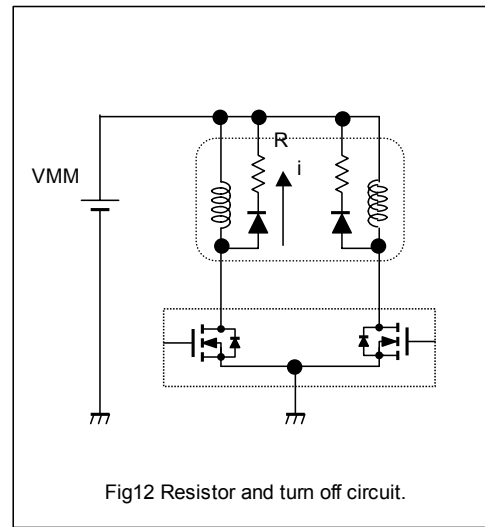 R
i
VMM
Fig12 Resistor and turn off circuit.